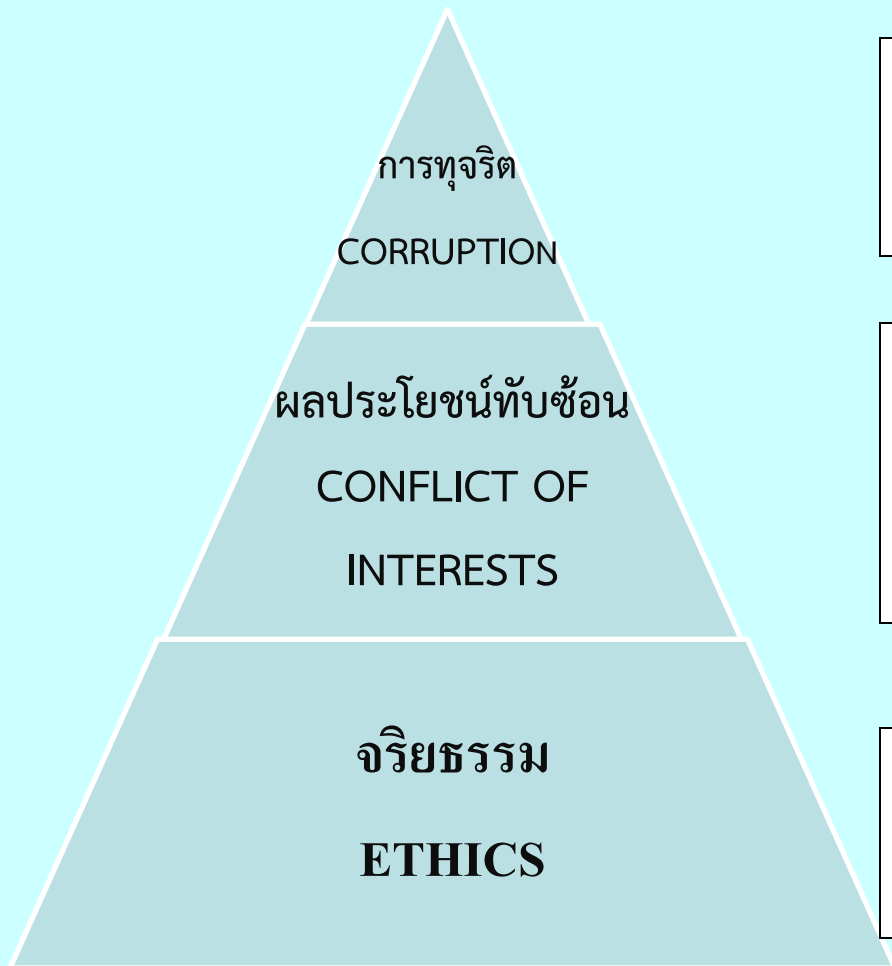 การทุจริต
CORRUPTION
ผลประโยชน์ทับซ้อน
CONFLICT OF
INTERESTS
จริยธรรม
ETHICS